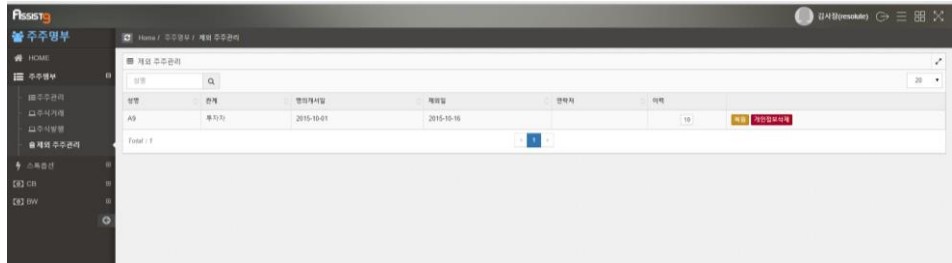 Assist9
김사장(resolute)
주주명부
Home / 주주명부 / 제외 주주관리
HOME
제외 주주관리
주주명부
성명
20
주주관리
성명 관계 명의개서일 제외일 연락처 이력
주식거래
A9 투자자 2015-10-01 2015-10-16 10 복원 개인정보삭제
주식발행
제외 주주관리
Total : 1
1
스톡옵션
CB
BW